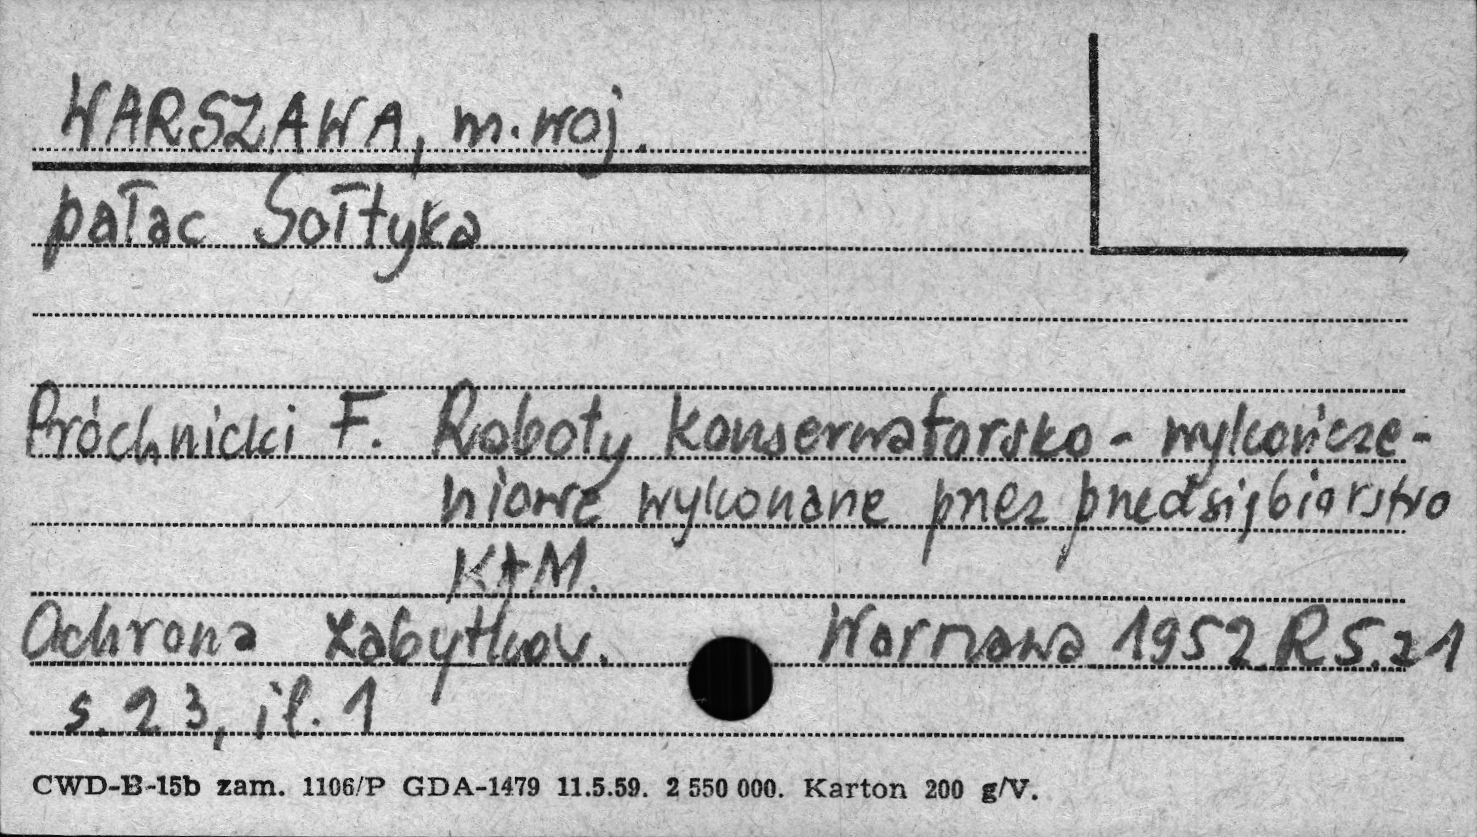 WARSZAWA, m. woj.
pałac Sołtyka
Próchnicki F. Roboty konserwatorsko - wykończe-
niowe wykonane przez przedsiębiorstwo
KAM.
Ochrona Zabytków. Warszawa 1952 R 5. z 1
s. 23, il. 1
CWD-B-15b zam. 1106/P GDA-1479 11.5.59. 2 550 000. Karton 200 g/V.